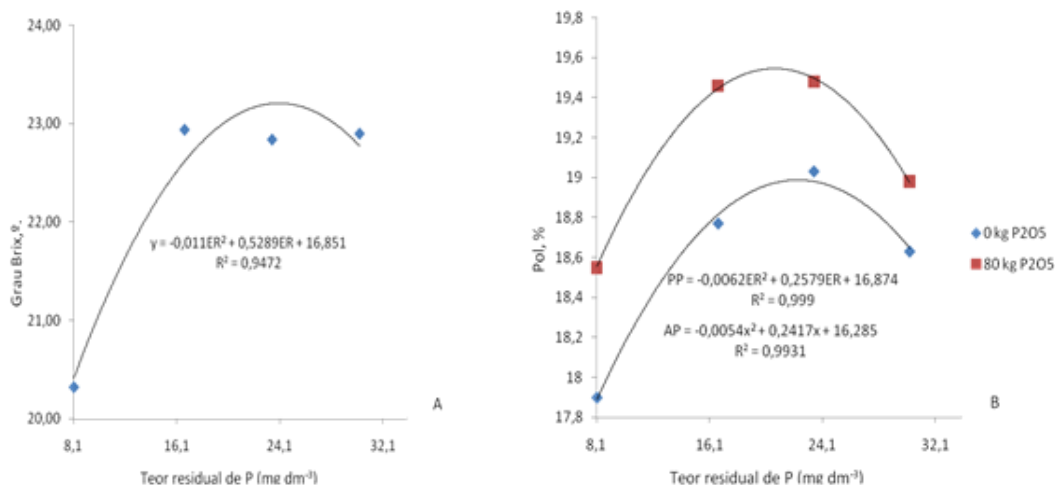 24,00
23,00
22,00
21,00
20,00
Grau Brix,º.
y = -0,011ER² + 0,5289ER + 16,851
R² = 0,9472
A
8,1 16,1 24,1 32,1
Teor residual de P (mg dm⁻³)
19,8
19,6
19,4
19,2
19
18,8
18,6
18,4
18,2
18
17,8
Pol, %
PP = -0,0062ER² + 0,2579ER + 16,874
R² = 0,999
AP = -0,0054x² + 0,2417x + 16,285
R² = 0,9931
B
8,1 16,1 24,1 32,1
Teor residual de P (mg dm⁻³)
0 kg P2O5
80 kg P2O5